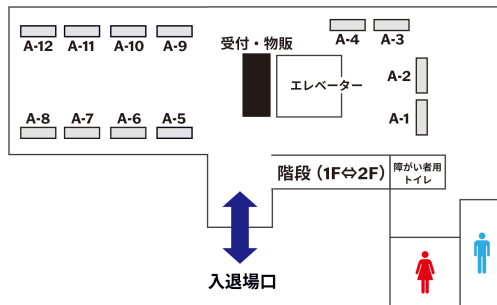 A-12 A-11 A-10 A-9
受付・物販
A-4 A-3
エレベーター
A-2
A-1
A-8 A-7 A-6 A-5
階段（1F⇔2F）
障がい者用
トイレ
入退場口